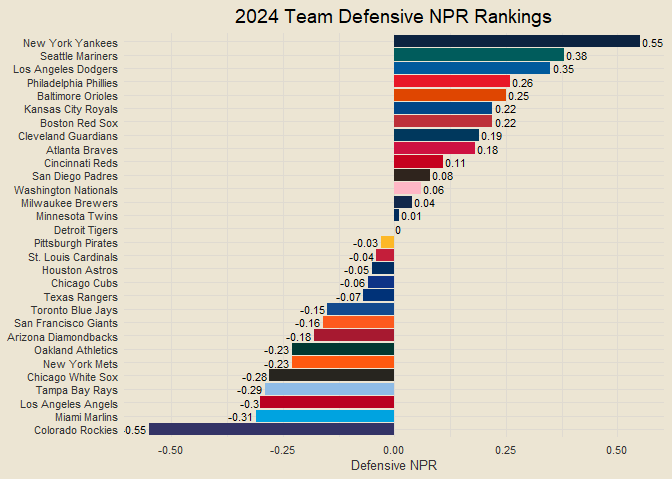 2024 Team Defensive NPR Rankings
New York Yankees 0.55
Seattle Mariners 0.38
Los Angeles Dodgers 0.35
Philadelphia Phillies 0.26
Baltimore Orioles 0.25
Kansas City Royals 0.22
Boston Red Sox 0.22
Cleveland Guardians 0.19
Atlanta Braves 0.18
Cincinnati Reds 0.11
San Diego Padres 0.08
Washington Nationals 0.06
Milwaukee Brewers 0.04
Minnesota Twins 0.01
Detroit Tigers 0
Pittsburgh Pirates -0.03
St. Louis Cardinals -0.04
Houston Astros -0.05
Chicago Cubs -0.06
Texas Rangers -0.07
Toronto Blue Jays -0.15
San Francisco Giants -0.16
Arizona Diamondbacks -0.18
Oakland Athletics -0.23
New York Mets -0.23
Chicago White Sox -0.28
Tampa Bay Rays -0.29
Los Angeles Angels -0.3
Miami Marlins -0.31
Colorado Rockies -0.55
-0.50 -0.25 0.00 0.25 0.50
Defensive NPR